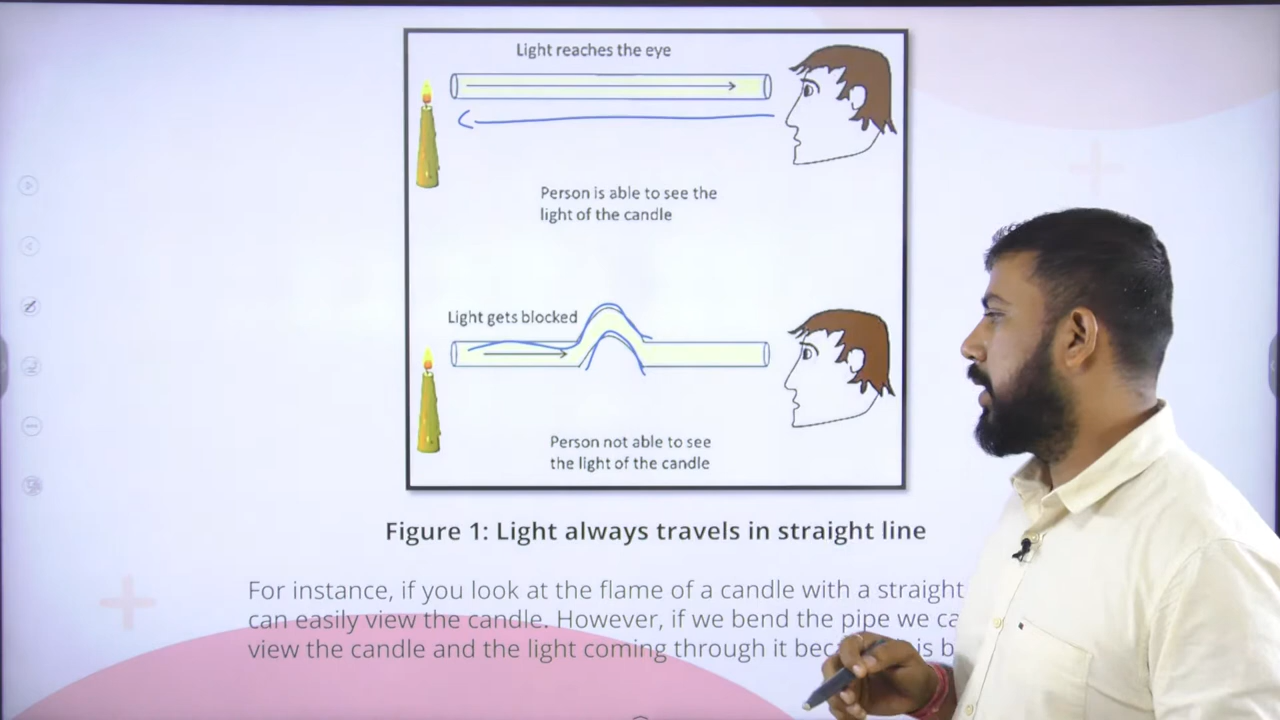 Light reaches the eye
Person is able to see the
light of the candle
Light gets blocked
Person not able to see
the light of the candle
Figure 1: Light always travels in straight line
For instance, if you look at the flame of a candle with a straight
can easily view the candle. However, if we bend the pipe we
view the candle and the light coming through it is